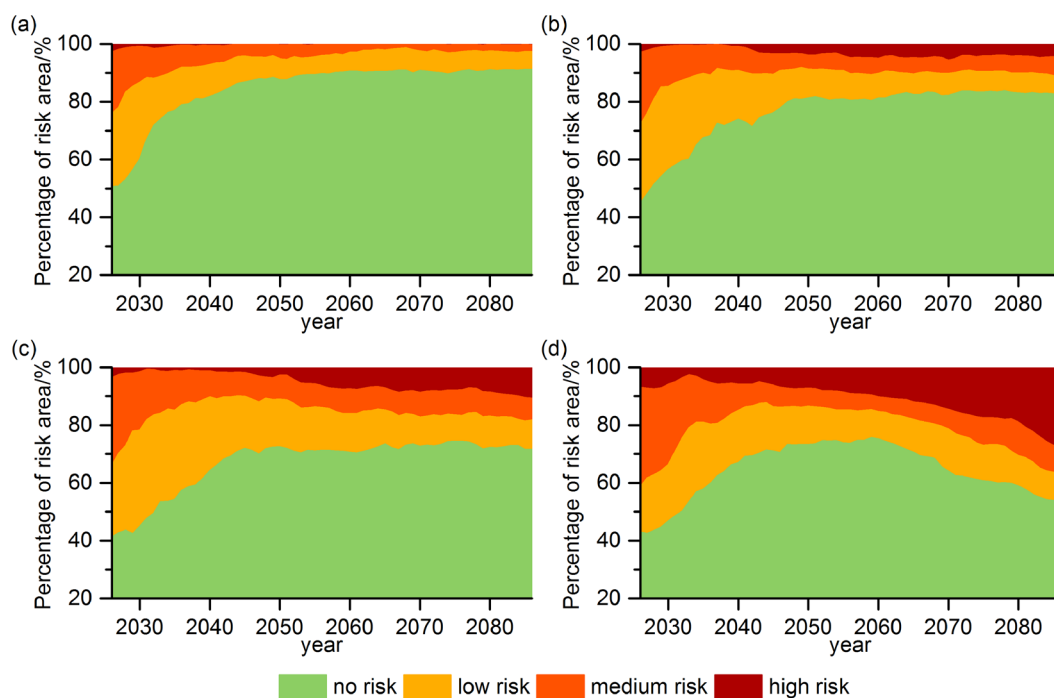 (a)
Percentage of risk area/%
100
80
60
40
20
2030 2040 2050 2060 2070 2080
year
(b)
Percentage of risk area/%
100
80
60
40
20
2030 2040 2050 2060 2070 2080
year
(c)
Percentage of risk area/%
100
80
60
40
20
2030 2040 2050 2060 2070 2080
year
(d)
Percentage of risk area/%
100
80
60
40
20
2030 2040 2050 2060 2070 2080
year
no risk low risk medium risk high risk